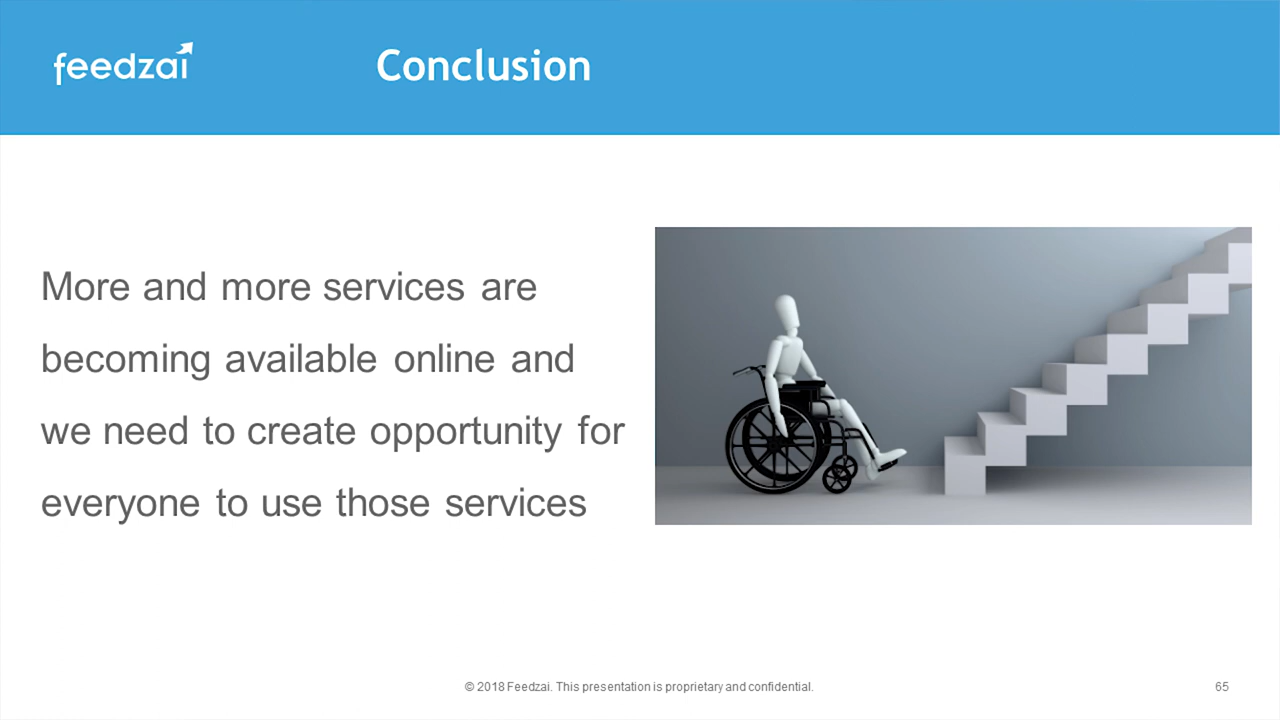 feedzai
Conclusion
More and more services are
becoming available online and
we need to create opportunity for
everyone to use those services
© 2018 Feedzai. This presentation is proprietary and confidential.
65